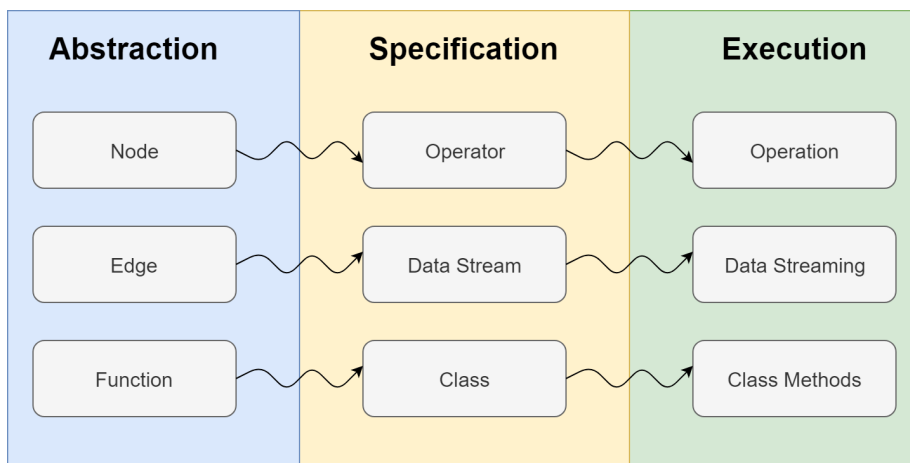 Abstraction
Specification
Execution
Node
Operator
Operation
Edge
Data Stream
Data Streaming
Function
Class
Class Methods